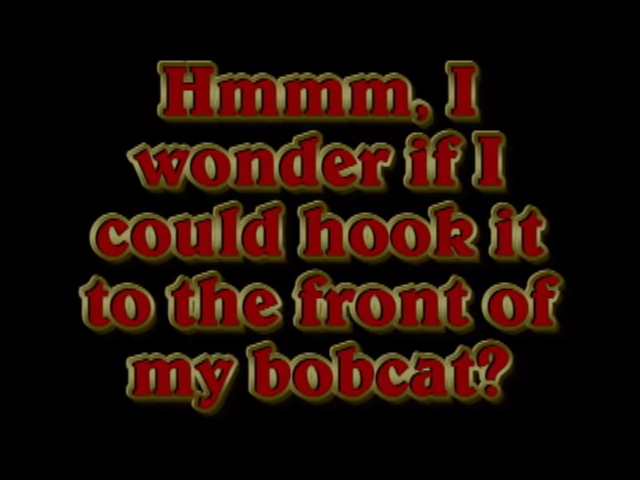 Hmmm, I
wonder if I
could hook it
to the front of
my bobcat?